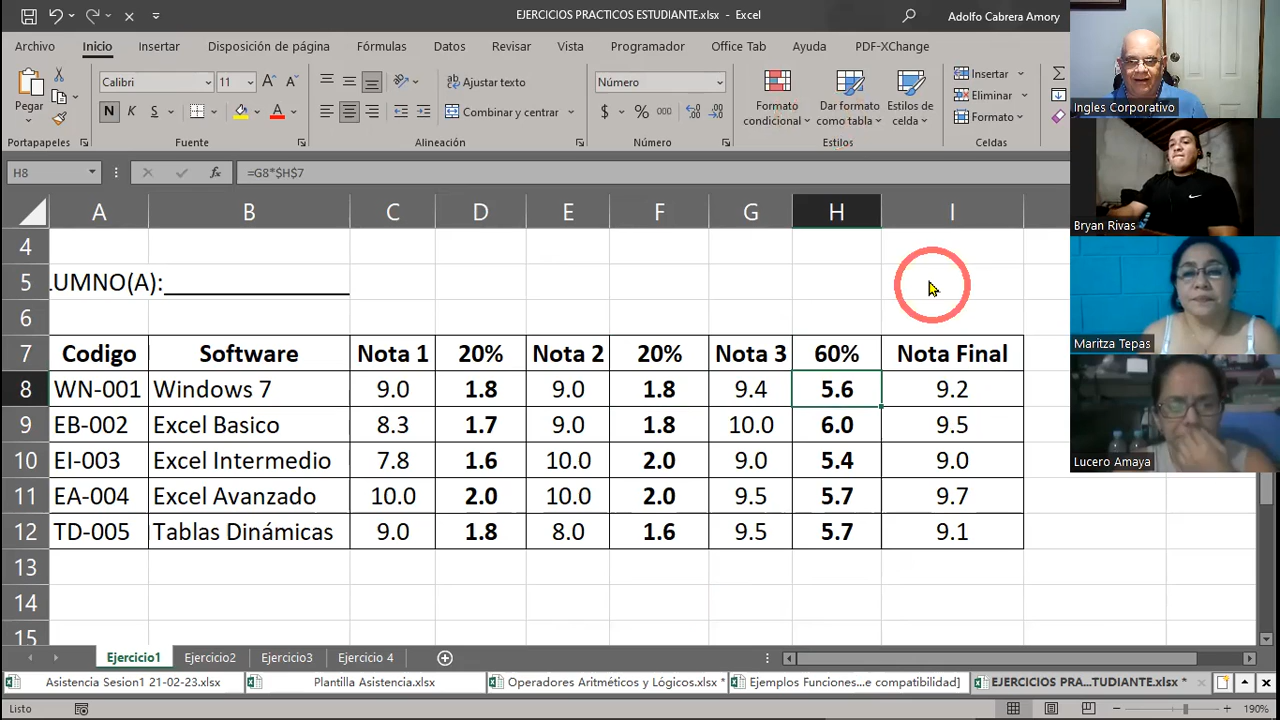 EJERCICIOS PRACTICOS ESTUDIANTE.xlsx - Excel
Adolfo Cabrera Amory
Archivo Inicio Insertar Disposición de página Fórmulas Datos Revisar Vista Programador Office Tab Ayuda PDF-XChange
Pegar
Calibri 11
N K S
Ajustar texto
Combinar y centrar
Número
$ % 000
Formato condicional
Dar formato como tabla
Estilos de celda
Insertar
Eliminar
Formato
Portapapeles Fuente Alineación Número Estilos Celdas
H8 fx =G8*$H$7
A B C D E F G H I
4
5 LUMNO(A):
6
7 Codigo Software Nota 1 20% Nota 2 20% Nota 3 60% Nota Final
8 WN-001 Windows 7 9.0 1.8 9.0 1.8 9.4 5.6 9.2
9 EB-002 Excel Basico 8.3 1.7 9.0 1.8 10.0 6.0 9.5
10 EI-003 Excel Intermedio 7.8 1.6 10.0 2.0 9.0 5.4 9.0
11 EA-004 Excel Avanzado 10.0 2.0 10.0 2.0 9.5 5.7 9.7
12 TD-005 Tablas Dinámicas 9.0 1.8 8.0 1.6 9.5 5.7 9.1
13
14
15
Ejercicio1 Ejercicio2 Ejercicio3 Ejercicio 4
Asistencia Sesion1 21-02-23.xlsx Plantilla Asistencia.xlsx Operadores Aritméticos y Lógicos.xlsx * Ejemplos Funciones...e compatibilidad] EJERCICIOS PRA...TUDIANTE.xlsx *
Listo 190%
Ingles Corporativo
Bryan Rivas
Maritza Tepas
Lucero Amaya